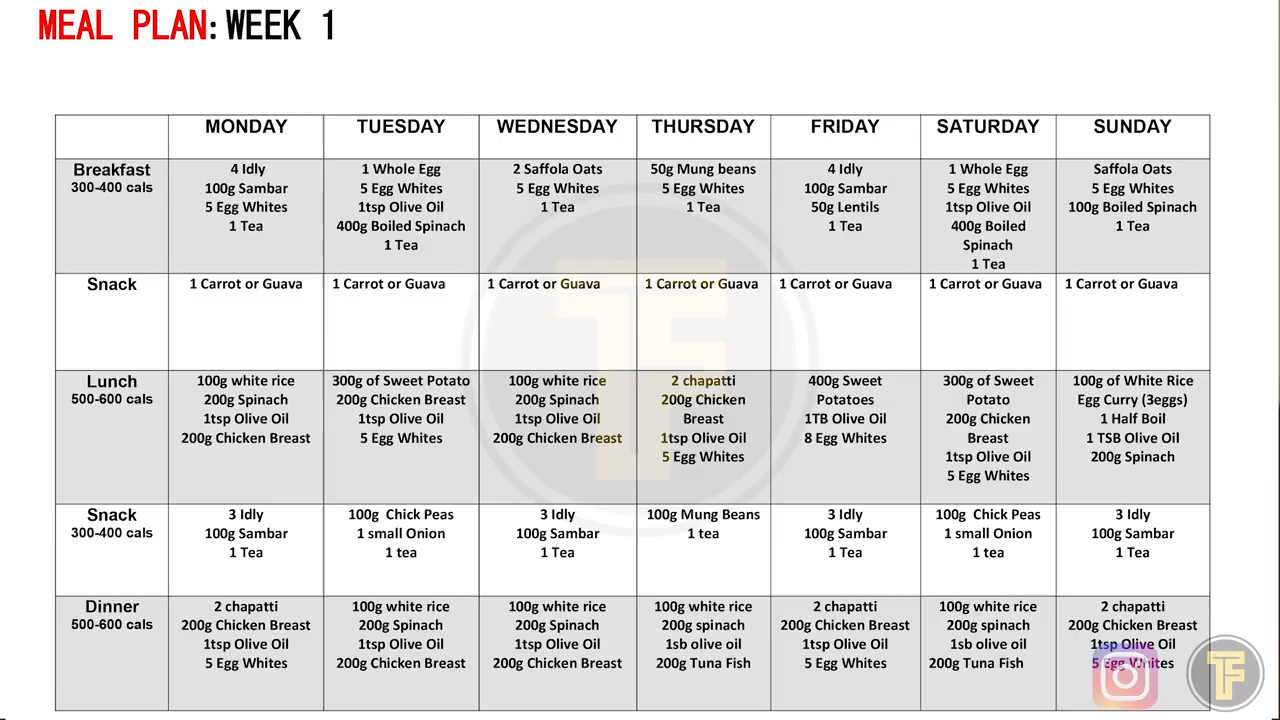 MEAL PLAN: WEEK 1
MONDAY TUESDAY WEDNESDAY THURSDAY FRIDAY SATURDAY SUNDAY
Breakfast
300-400 cals
4 Idly
100g Sambar
5 Egg Whites
1 Tea
1 Whole Egg
5 Egg Whites
1tsp Olive Oil
400g Boiled Spinach
1 Tea
2 Saffola Oats
5 Egg Whites
1 Tea
50g Mung beans
5 Egg Whites
1 Tea
4 Idly
100g Sambar
50g Lentils
1 Tea
1 Whole Egg
5 Egg Whites
1tsp Olive Oil
400g Boiled
Spinach
1 Tea
Saffola Oats
5 Egg Whites
100g Boiled Spinach
1 Tea
Snack
1 Carrot or Guava
1 Carrot or Guava
1 Carrot or Guava
1 Carrot or Guava
1 Carrot or Guava
1 Carrot or Guava
1 Carrot or Guava
Lunch
500-600 cals
100g white rice
200g Spinach
1tsp Olive Oil
200g Chicken Breast
300g of Sweet Potato
200g Chicken Breast
1tsp Olive Oil
5 Egg Whites
100g white rice
200g Spinach
1tsp Olive Oil
200g Chicken Breast
2 chapatti
200g Chicken
Breast
1tsp Olive Oil
5 Egg Whites
400g Sweet
Potatoes
1TB Olive Oil
8 Egg Whites
300g of Sweet
Potato
200g Chicken
Breast
1tsp Olive Oil
5 Egg Whites
100g of White Rice
Egg Curry (3eggs)
1 Half Boil
1 TSB Olive Oil
200g Spinach
Snack
300-400 cals
3 Idly
100g Sambar
1 Tea
100g Chick Peas
1 small Onion
1 tea
3 Idly
100g Sambar
1 Tea
100g Mung Beans
1 tea
3 Idly
100g Sambar
1 Tea
100g Chick Peas
1 small Onion
1 tea
3 Idly
100g Sambar
1 Tea
Dinner
500-600 cals
2 chapatti
200g Chicken Breast
1tsp Olive Oil
5 Egg Whites
100g white rice
200g Spinach
1tsp Olive Oil
200g Chicken Breast
100g white rice
200g Spinach
1tsp Olive Oil
200g Chicken Breast
100g white rice
200g spinach
1sb olive oil
200g Tuna Fish
2 chapatti
200g Chicken Breast
1tsp Olive Oil
5 Egg Whites
100g white rice
200g spinach
1sb olive oil
200g Tuna Fish
2 chapatti
200g Chicken Breast
1tsp Olive Oil
5 Egg Whites